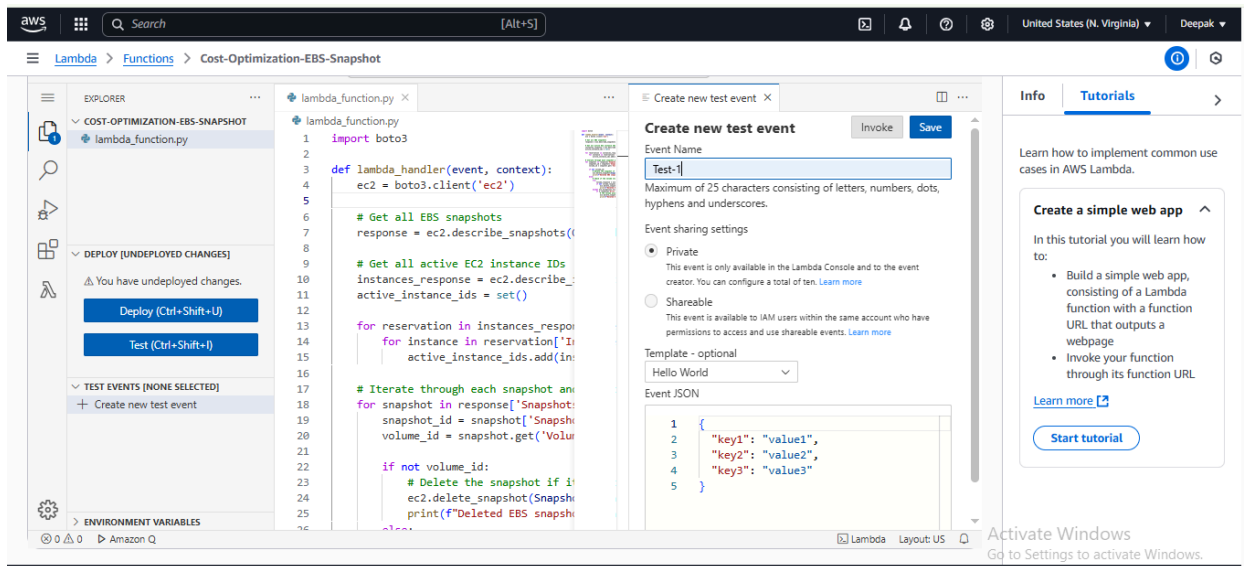 aws
Search
[Alt+S]
United States (N. Virginia)
Deepak
Lambda > Functions > Cost-Optimization-EBS-Snapshot
EXPLORER
COST-OPTIMIZATION-EBS-SNAPSHOT
lambda_function.py
DEPLOY [UNDEPLOYED CHANGES]
You have undeployed changes.
Deploy (Ctrl+Shift+U)
Test (Ctrl+Shift+I)
TEST EVENTS [NONE SELECTED]
Create new test event
ENVIRONMENT VARIABLES
lambda_function.py
lambda_function.py
1 import boto3
2
3 def lambda_handler(event, context):
4 ec2 = boto3.client('ec2')
5
6 # Get all EBS snapshots
7 response = ec2.describe_snapshots(
8
9 # Get all active EC2 instance IDs
10 instances_response = ec2.describe_
11 active_instance_ids = set()
12
13 for reservation in instances_respo
14 for instance in reservation['I
15 active_instance_ids.add(in
16
17 # Iterate through each snapshot an
18 for snapshot in response['Snapshot
19 snapshot_id = snapshot['Snapsh
20 volume_id = snapshot.get('Volu
21
22 if not volume_id:
23 # Delete the snapshot if i
24 ec2.delete_snapshot(Snapsh
25 print(f"Deleted EBS snapsh
26 else:
Create new test event
Create new test event
Invoke
Save
Event Name
Test-1
Maximum of 25 characters consisting of letters, numbers, dots,
hyphens and underscores.
Event sharing settings
Private
This event is only available in the Lambda Console and to the event
creator. You can configure a total of ten. Learn more
Shareable
This event is available to IAM users within the same account who have
permissions to access and use shareable events. Learn more
Template - optional
Hello World
Event JSON
1 {
2 "key1": "value1",
3 "key2": "value2",
4 "key3": "value3"
5 }
0 0 Amazon Q
Lambda Layout: US
Info
Tutorials
Learn how to implement common use
cases in AWS Lambda.
Create a simple web app
In this tutorial you will learn how
to:
• Build a simple web app,
consisting of a Lambda
function with a function
URL that outputs a
webpage
• Invoke your function
through its function URL
Learn more
Start tutorial
Activate Windows
Go to Settings to activate Windows.